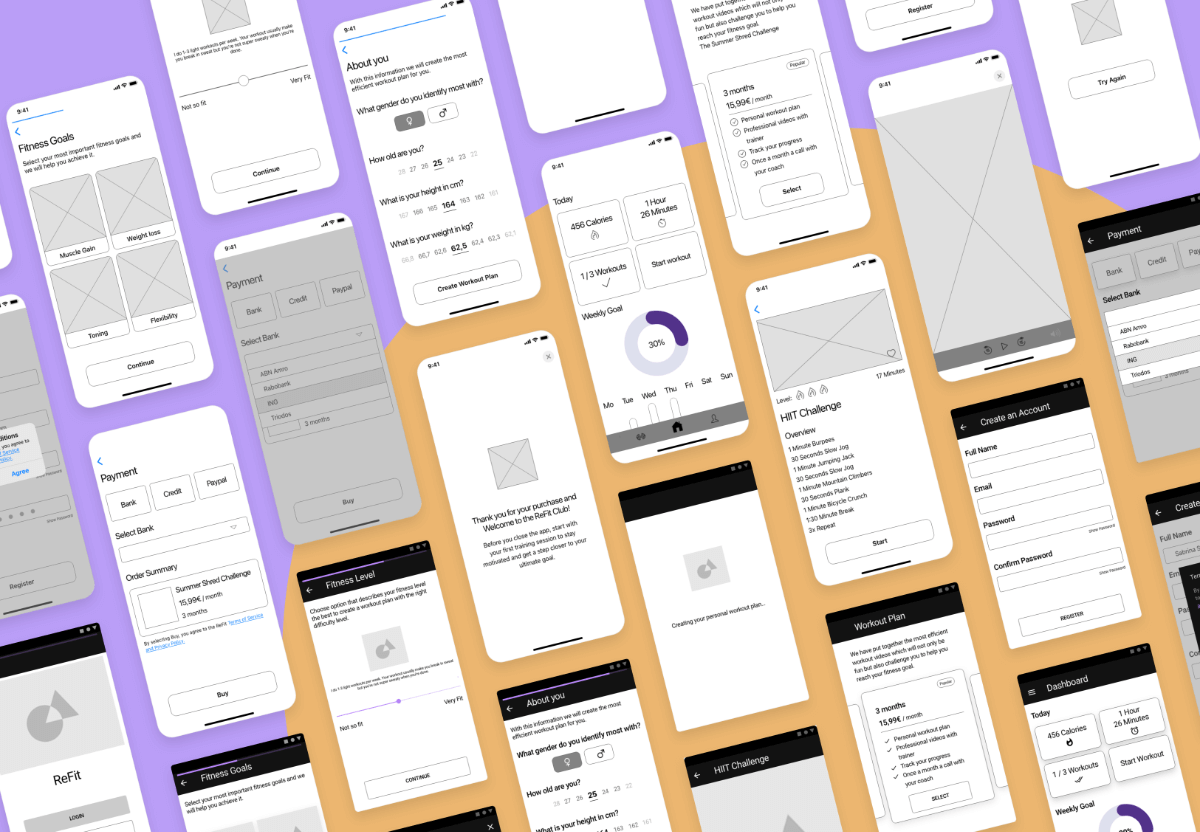 I do 1-3 light workouts per week. Your workout usually make
you break in sweat but you're not super sweaty when you're
done.
Not so fit
Very Fit
Continue
9:41
Fitness Goals
Select your most important fitness goals and
we will help you achieve it.
Muscle Gain
Weight loss
Toning
Flexibility
Continue
9:41
About you
With this information we will create the most
efficient workout plan for you.
What gender do you identify most with?
How old are you?
28 27 26 25 24 23 22
What is your height in cm?
167 166 165 164 163 162 161
What is your weight in kg?
66,8 66,7 62,6 62,5 62,4 62,3 62,1
Create Workout Plan
We have put together the most efficient
workout videos which will not only be
fun but also challenge you to help you
reach your fitness goal.
The Summer Shred Challenge
Popular
3 months
15,99€ / month
Personal workout plan
Professional videos with
trainer
Track your progress
Once a month a call with
your coach
Select
Register
9:41
Try Again
9:41
Today
456 Calories
1 Hour
26 Minutes
1 / 3 Workouts
Start workout
Weekly Goal
30%
Mo Tue Wed Thu Fri Sat Sun
9:41
Payment
Bank
Credit
Paypal
Select Bank
ABN Amro
Rabobank
ING
Triodos
3 months
Buy
9:41
Level:
17 Minutes
HIIT Challenge
Overview
1 Minute Burpees
30 Seconds Slow Jog
1 Minute Jumping Jack
30 Seconds Slow Jog
1 Minute Mountain Climbers
30 Seconds Plank
1 Minute Bicycle Crunch
1:30 Minute Break
3x Repeat
Start
Payment
Bank
Credit
Select Bank
ABN Amro
Rabobank
ING
Triodos
3 months
you agree to
Agree
Show Password
Register
Payment
Bank
Credit
Paypal
Select Bank
Order Summary
Summer Shred Challenge
15,99€ / month
3 months
By selecting Buy, you agree to the ReFit Terms of Service
and Privacy Policy.
Buy
9:41
Thank you for your purchase and
Welcome to the ReFit Club!
Before you close the app, start with
your first training session to stay
motivated and get a step closer to your
ultimate goal.
Creating your personal workout plan...
Create an Account
Full Name
Email
Password
Show Password
Confirm Password
Show Password
REGISTER
Create
Full Name
Sabrina
Fitness Level
Choose option that describes your fitness level
the best to create a workout plan with the right
difficulty level.
I do 1-3 light workouts per week. Your workout usually make you break in sweat
but you're not super sweaty when you're done.
Not so fit
Very Fit
CONTINUE
ReFit
LOGIN
Fitness Goals
Select your most important fitness goals and we
will help you achieve it.
About you
With this information we will create the most
efficient workout plan for you.
What gender do you identify most with?
How old are you?
28 27 26 25 24 23 22
What is your height in cm?
164 163 162
What is your weight in kg?
HIIT Challenge
Workout Plan
We have put together the most efficient
workout videos which will not only be
fun but also challenge you to help you
reach your fitness goal.
Popular
3 months
15,99€ / month
Personal workout plan
Professional videos with
trainer
Track your progress
Once a month a call with
your coach
SELECT
Dashboard
Today
456 Calories
1 Hour
26 Minutes
1 / 3 Workouts
Start Workout
Weekly Goal